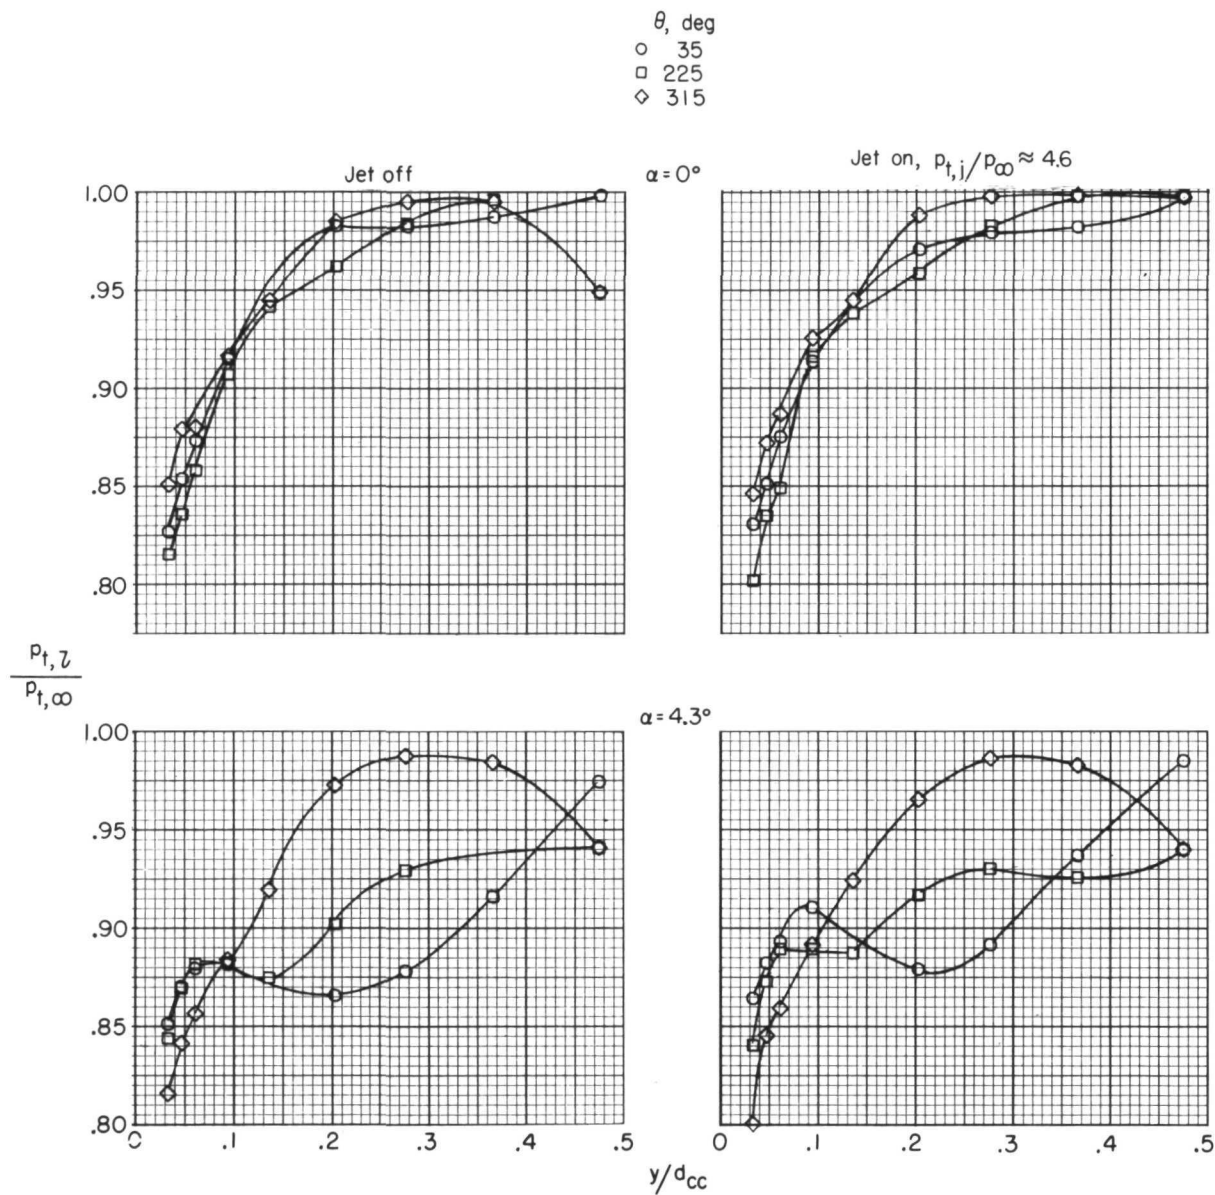 θ, deg
○ 35
□ 225
◇ 315
Jet off
α = 0°
Jet on, p_{t,j}/p_∞ ≈ 4.6
1.00
.95
.90
.85
.80
p_{t,l}
p_{t,∞}
α = 4.3°
1.00
.95
.90
.85
.80
0 .1 .2 .3 .4 .5
0 .1 .2 .3 .4 .5
y/d_{cc}